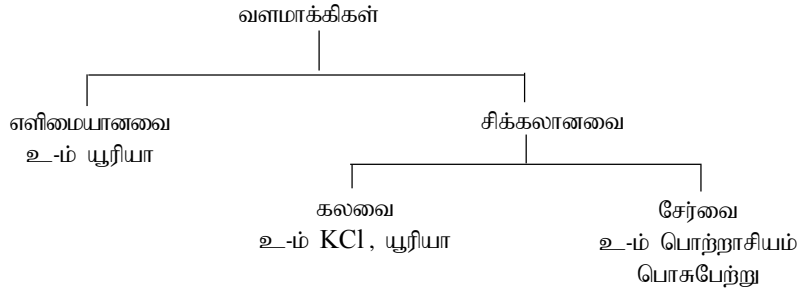 வளமாக்கிகள்
எளிமையானவை
உ-ம் யூரியா
சிக்கலானவை
கலவை
உ-ம் KCl, யூரியா
சேர்வை
உ-ம் பொற்றாசியம்
பொசுபேற்று